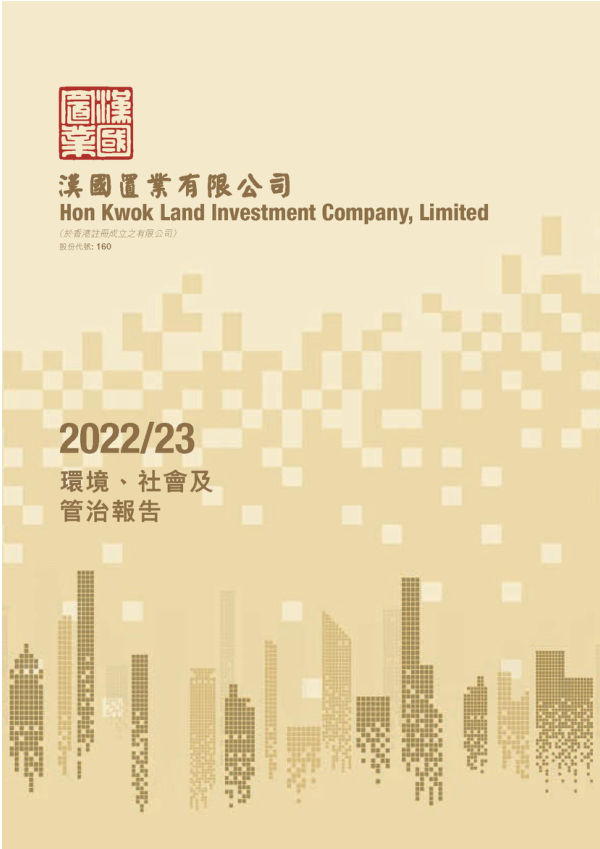 漢國
置業
漢國置業有限公司
Hon Kwok Land Investment Company, Limited
(於香港註冊成立之有限公司)
股份代號: 160
2022/23
環境、社會及
管治報告